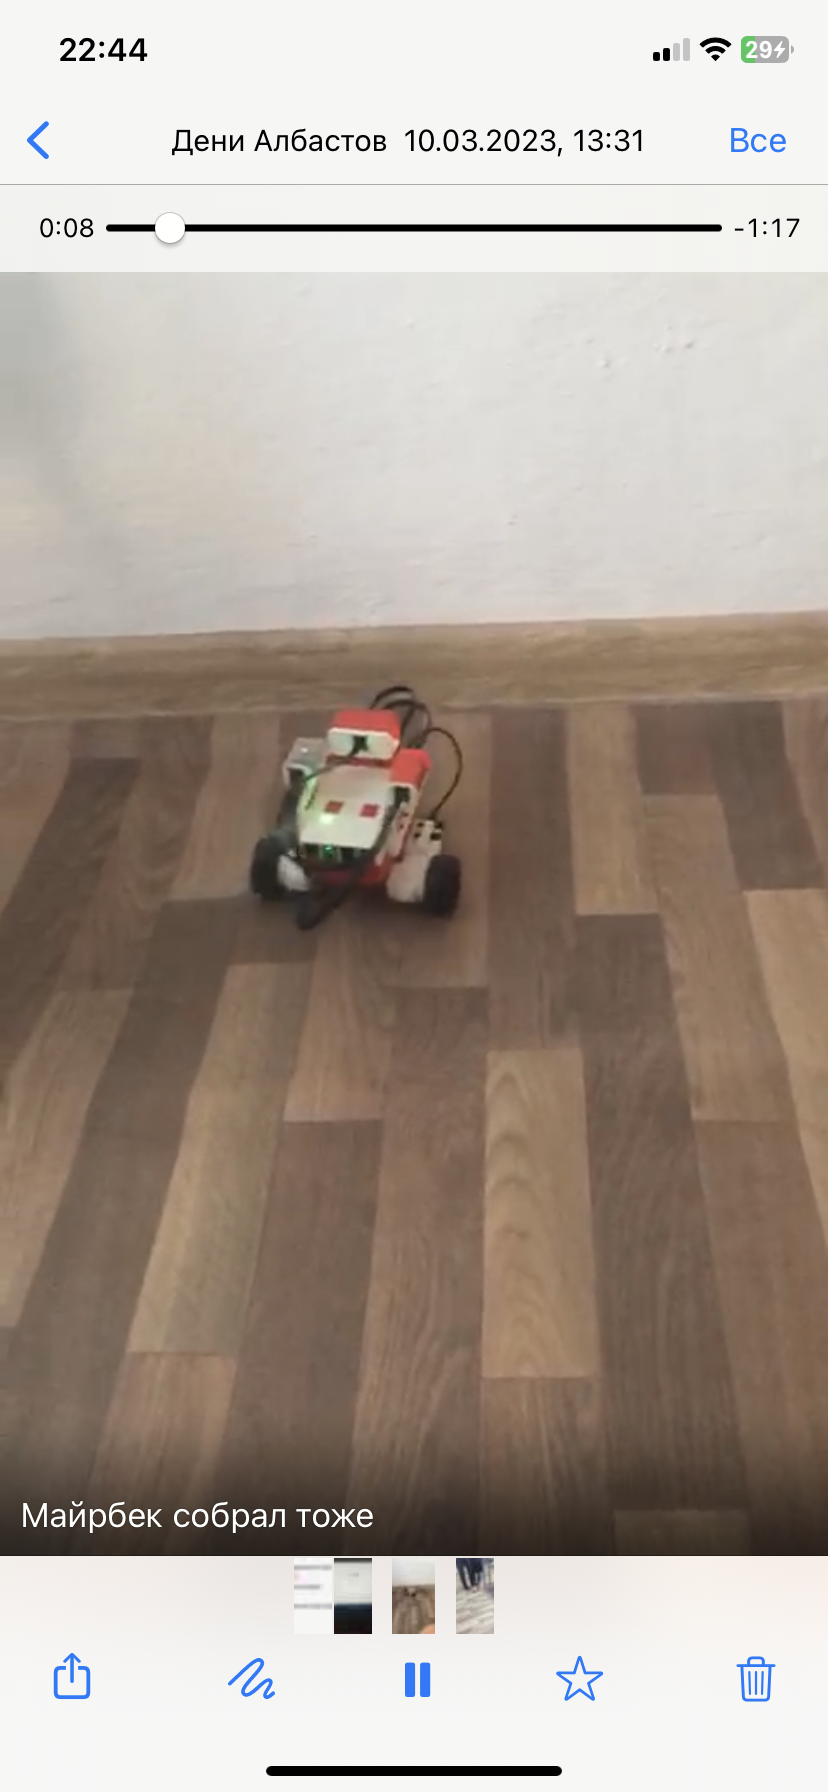 22:44
29
Дени Албастов 10.03.2023, 13:31
Все
0:08
-1:17
Майрбек собрал тоже